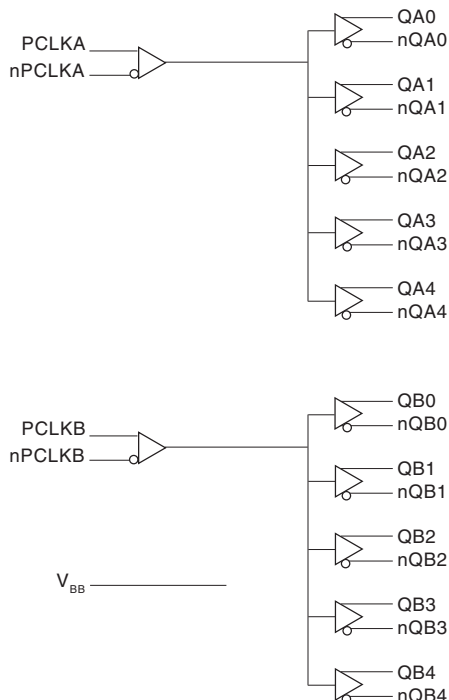 PCLKA
nPCLKA
QA0
nQA0
QA1
nQA1
QA2
nQA2
QA3
nQA3
QA4
nQA4
PCLKB
nPCLKB
QB0
nQB0
QB1
nQB1
QB2
nQB2
VBB
QB3
nQB3
QB4
nQB4